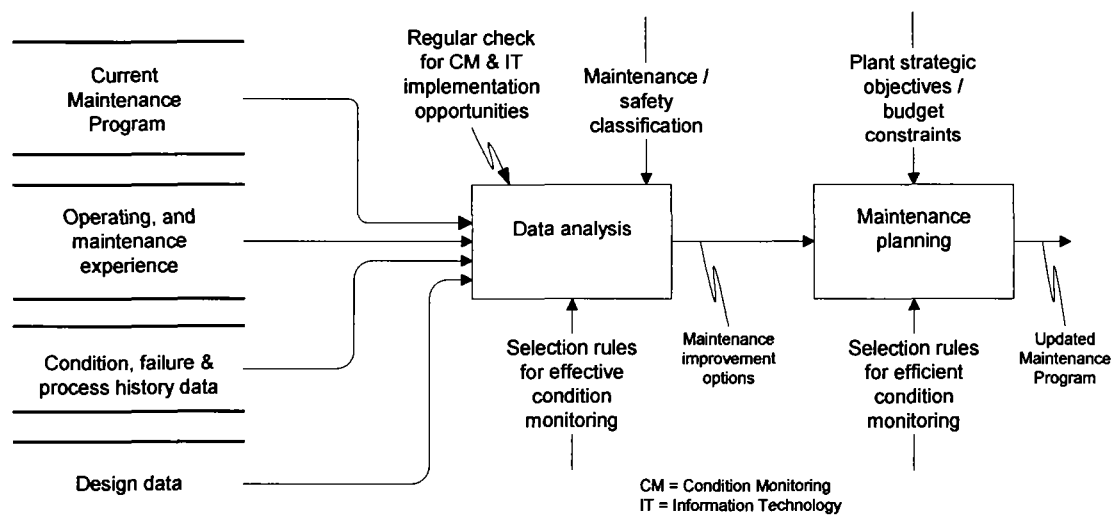 Current
Maintenance
Program
Operating, and
maintenance
experience
Condition, failure &
process history data
Design data
Regular check
for CM & IT
implementation
opportunities
Maintenance /
safety
classification
Plant strategic
objectives /
budget
constraints
Data analysis
Maintenance
planning
Selection rules
for effective
condition
monitoring
Maintenance
improvement
options
Selection rules
for efficient
condition
monitoring
Updated
Maintenance
Program
CM = Condition Monitoring
IT = Information Technology